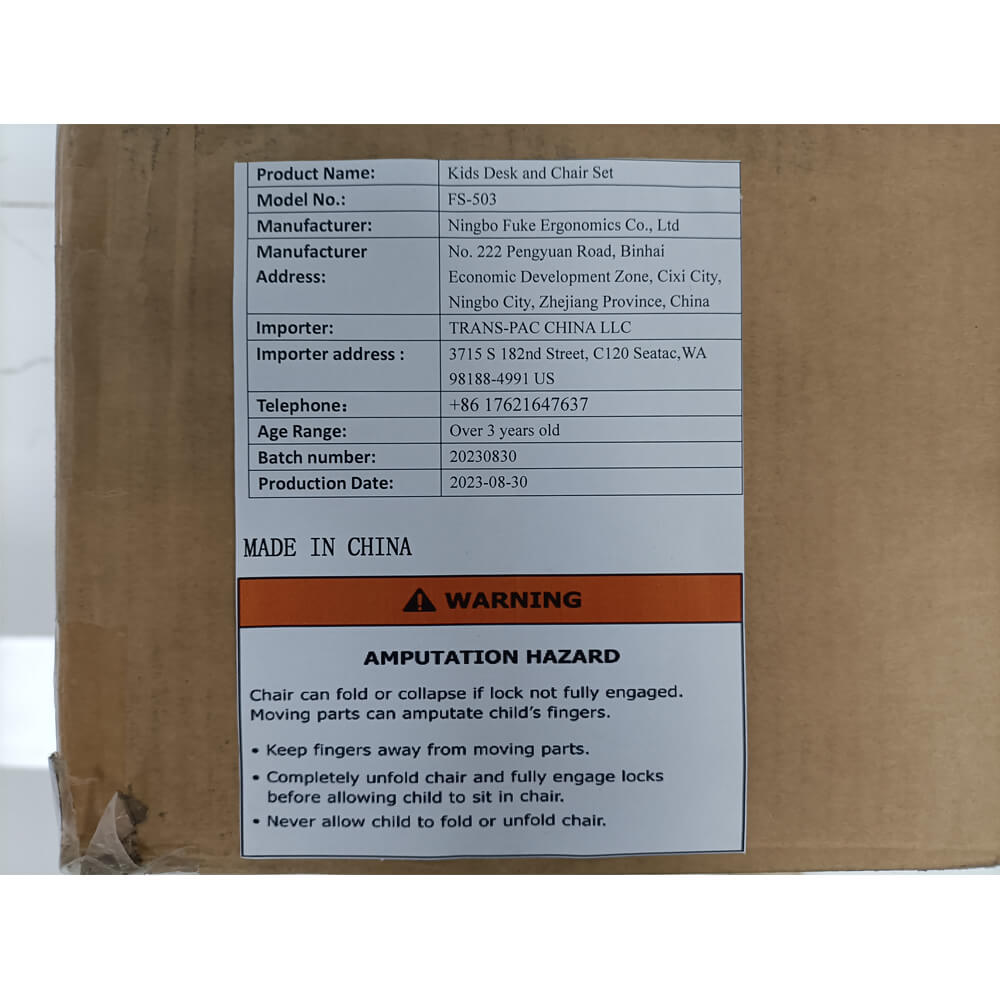 Product Name: Kids Desk and Chair Set
Model No.: FS-503
Manufacturer: Ningbo Fuke Ergonomics Co., Ltd
Manufacturer No. 222 Pengyuan Road, Binhai
Address: Economic Development Zone, Cixi City,
Ningbo City, Zhejiang Province, China
Importer: TRANS-PAC CHINA LLC
Importer address : 3715 S 182nd Street, C120 Seatac,WA
98188-4991 US
Telephone: +86 17621647637
Age Range: Over 3 years old
Batch number: 20230830
Production Date: 2023-08-30
MADE IN CHINA
WARNING
AMPUTATION HAZARD
Chair can fold or collapse if lock not fully engaged.
Moving parts can amputate child's fingers.
• Keep fingers away from moving parts.
• Completely unfold chair and fully engage locks
before allowing child to sit in chair.
• Never allow child to fold or unfold chair.